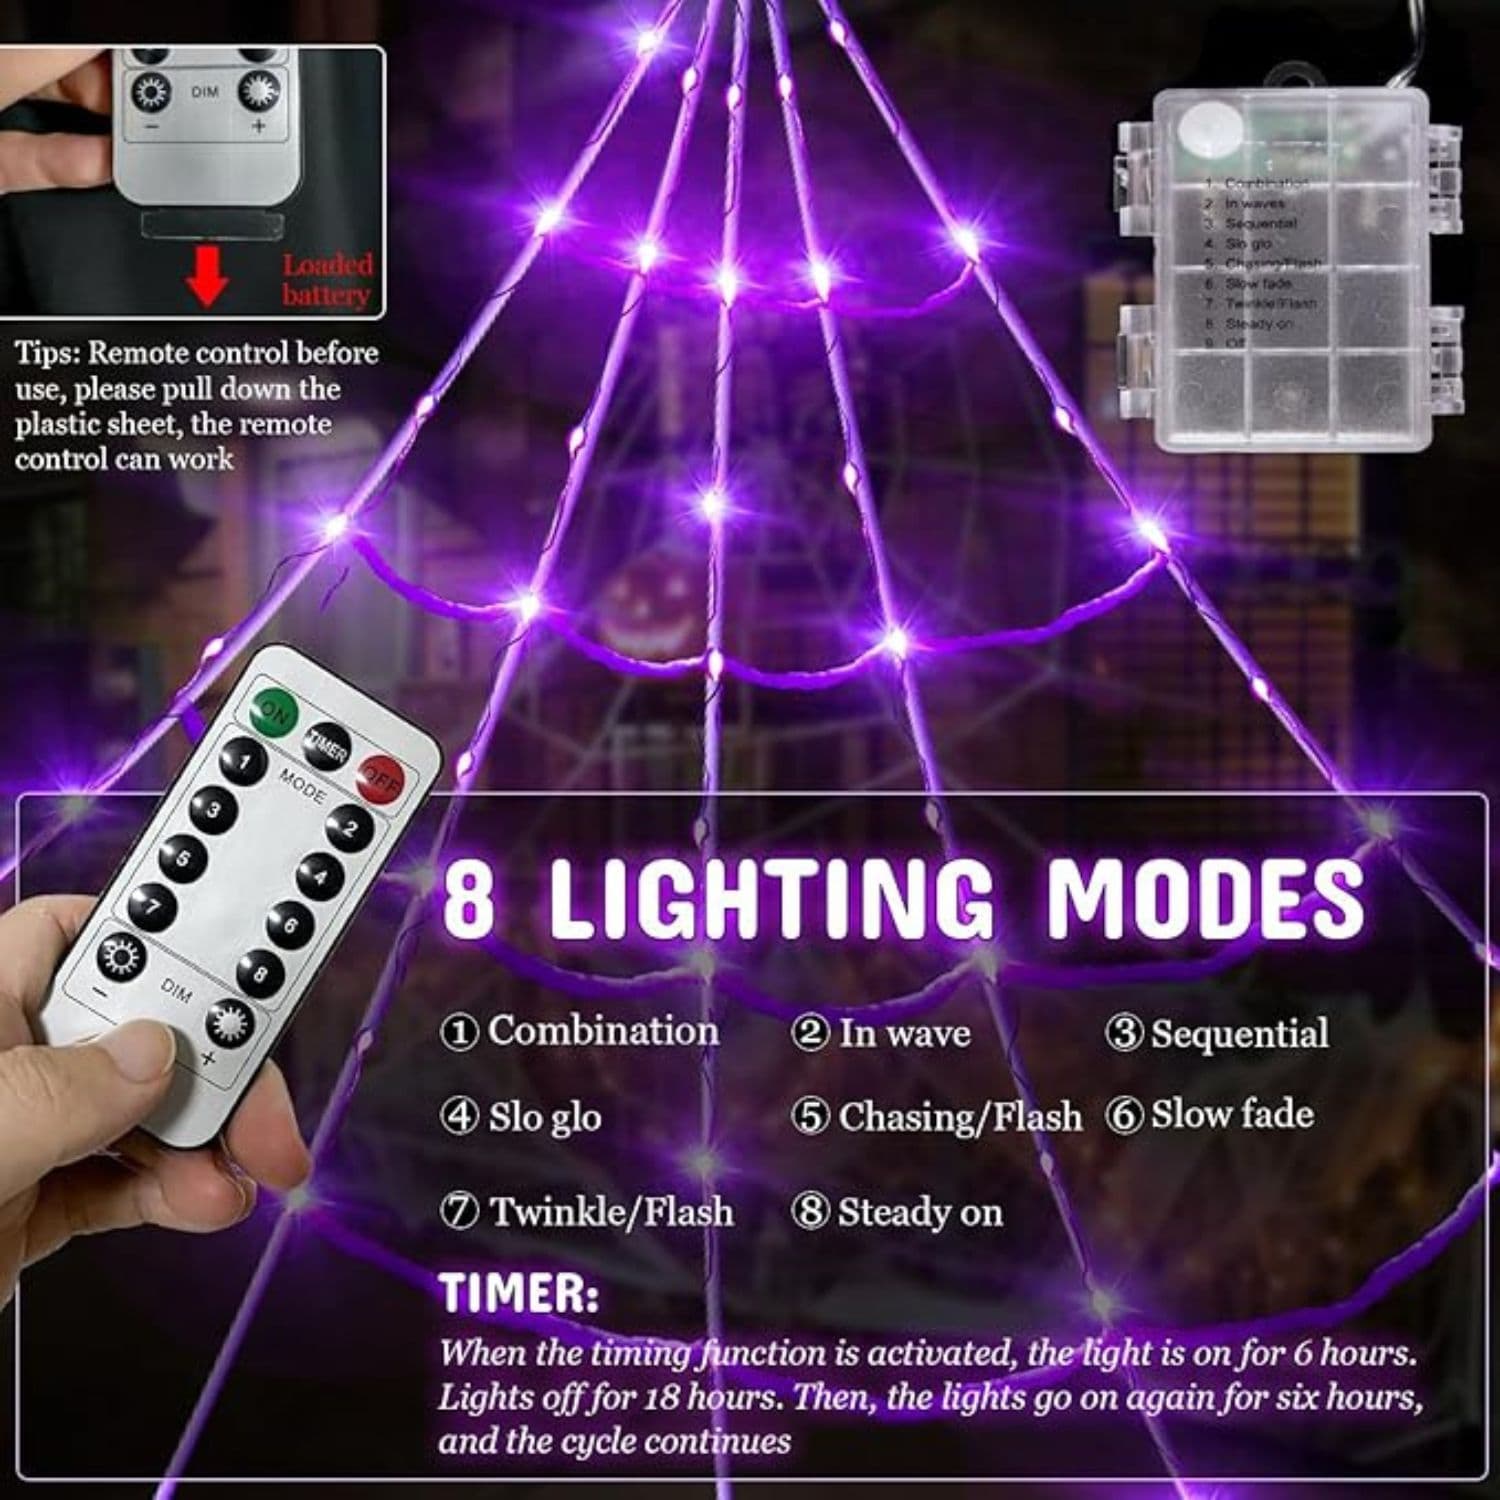 DIM
− +
Loaded
battery
Tips: Remote control before
use, please pull down the
plastic sheet, the remote
control can work
1. Combination
2. In waves
3. Sequential
4. Slo glo
5. Chasing/Flash
6. Slow fade
7. Twinkle/Flash
8. Steady on
9. Off
ON TIMER OFF
MODE
1 2
3 4
5 6
7 8
DIM
− +
8 LIGHTING MODES
① Combination ② In wave ③ Sequential
④ Slo glo ⑤ Chasing/Flash ⑥ Slow fade
⑦ Twinkle/Flash ⑧ Steady on
TIMER:
When the timing function is activated, the light is on for 6 hours.
Lights off for 18 hours. Then, the lights go on again for six hours,
and the cycle continues